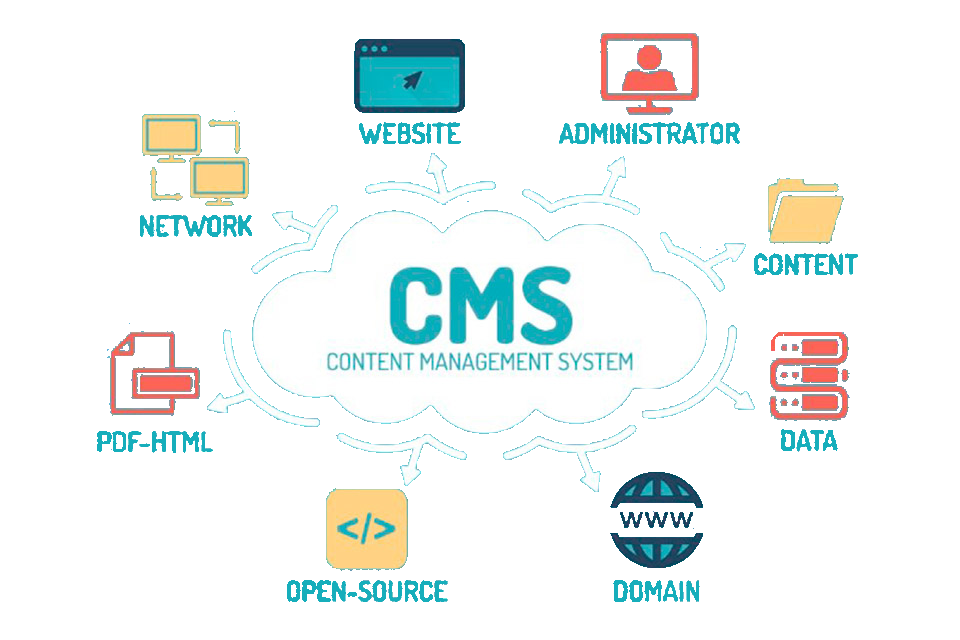 WEBSITE
ADMINISTRATOR
NETWORK
CONTENT
CMS
CONTENT MANAGEMENT SYSTEM
PDF-HTML
DATA
</>
WWW
OPEN-SOURCE
DOMAIN